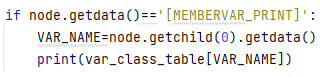 if node.getdata()=='[MEMBERVAR_PRINT]':
    VAR_NAME=node.getchild(0).getdata()
    print(var_class_table[VAR_NAME])